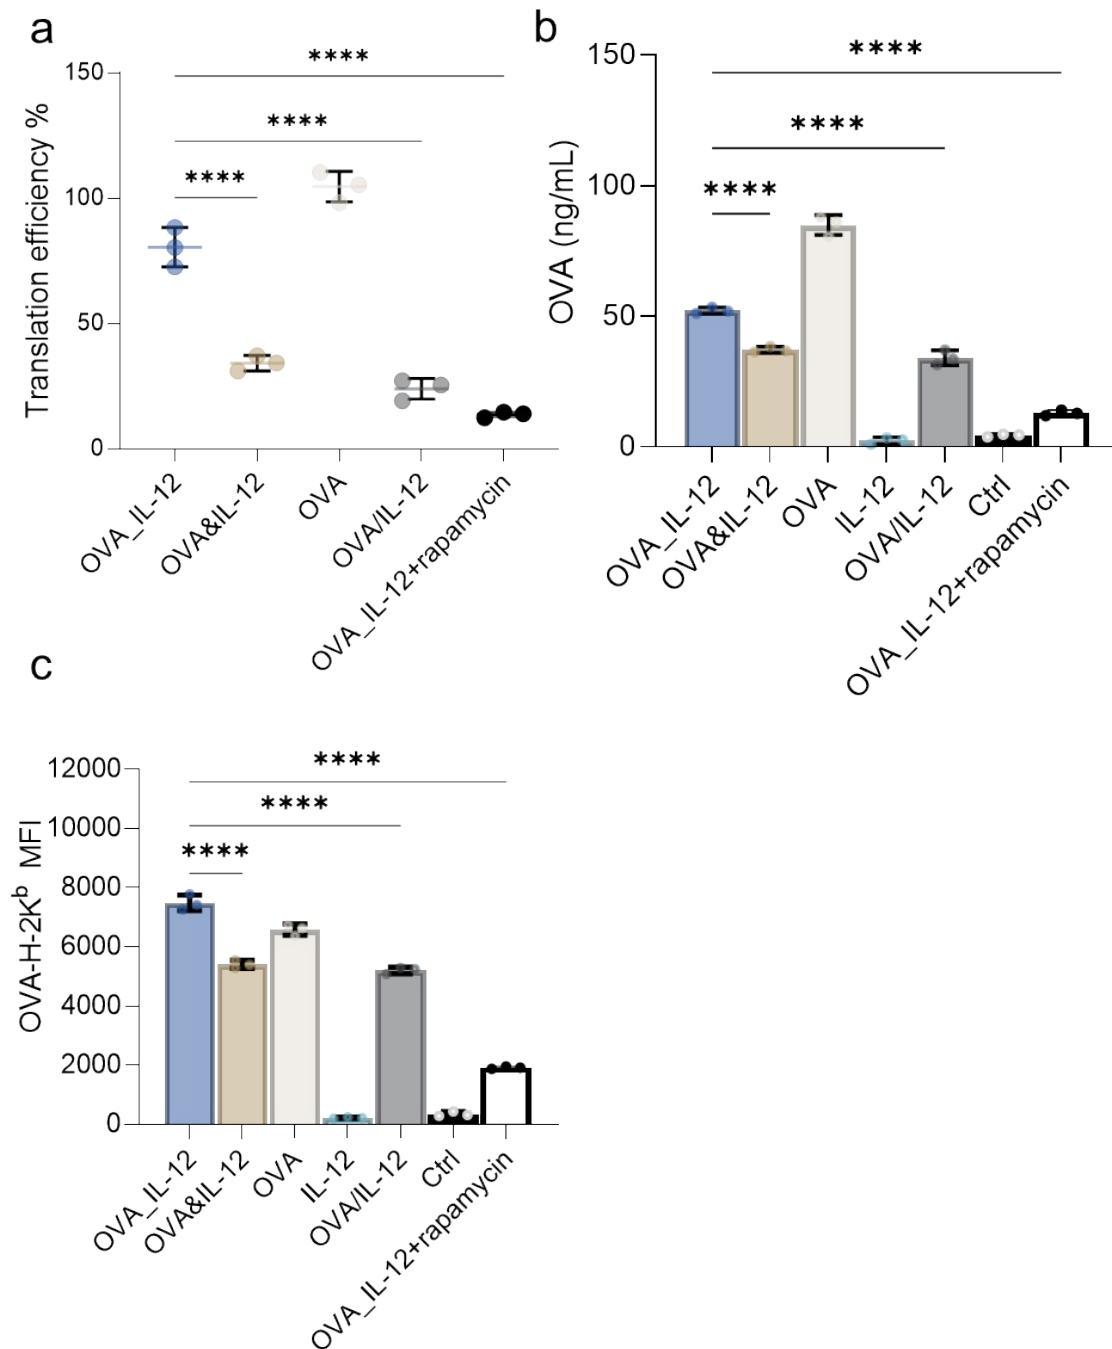 a
****
****
****
Translation efficiency %
150
100
50
0
OVA_IL-12
OVA&IL-12
OVA
OVA/IL-12
OVA_IL-12+rapamycin
b
****
****
****
OVA (ng/mL)
150
100
50
0
OVA_IL-12
OVA&IL-12
OVA
IL-12
OVA/IL-12
Ctrl
OVA_IL-12+rapamycin
c
****
****
****
OVA-H-2Kᵇ MFI
12000
10000
8000
6000
4000
2000
0
OVA_IL-12
OVA&IL-12
OVA
IL-12
OVA/IL-12
Ctrl
OVA_IL-12+rapamycin